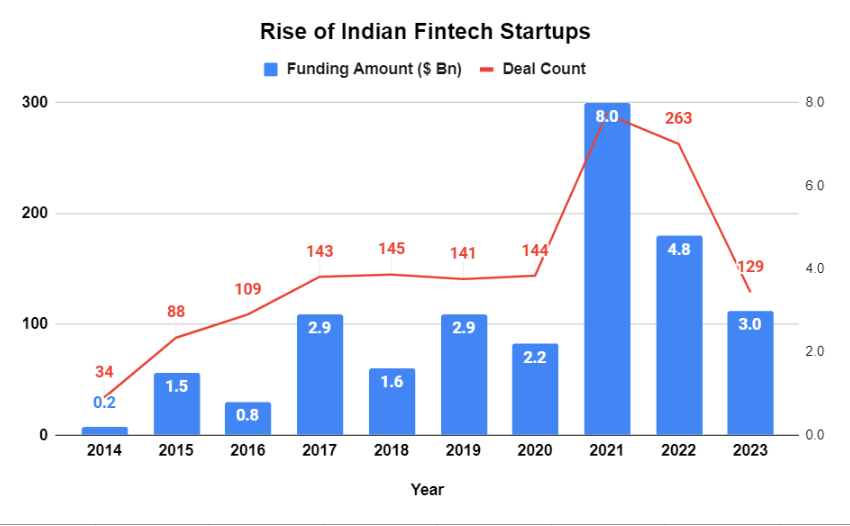 Rise of Indian Fintech Startups
Funding Amount ($ Bn) Deal Count
300 8.0
8.0 263
6.0
200
143 145 141 144
4.8
129 4.0
109
88
100
2.9 2.9 3.0
2.0
34 2.2
0.2 1.5 1.6
0.8
0 0.0
2014 2015 2016 2017 2018 2019 2020 2021 2022 2023
Year